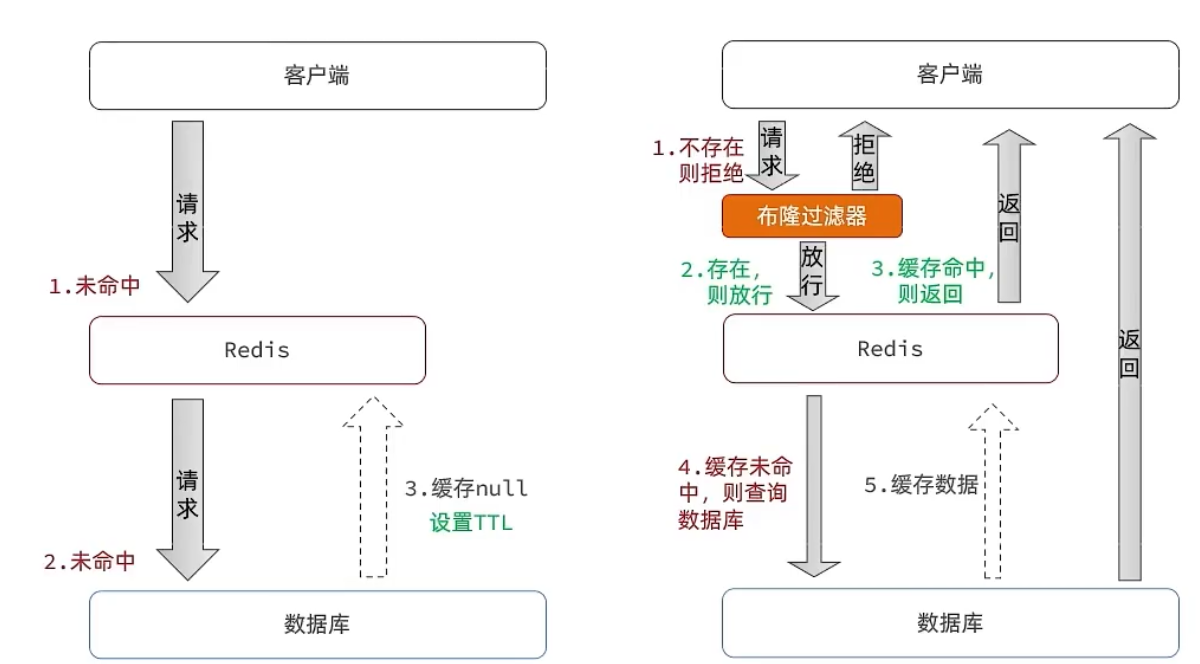 客户端
请求
1.未命中
Redis
请求
3.缓存null
设置TTL
2.未命中
数据库
客户端
1.不存在
则拒绝
请求
拒绝
布隆过滤器
2.存在,
则放行
放行
3.缓存命中,
则返回
返回
Redis
返回
4.缓存未命
中，则查询
数据库
5.缓存数据
数据库